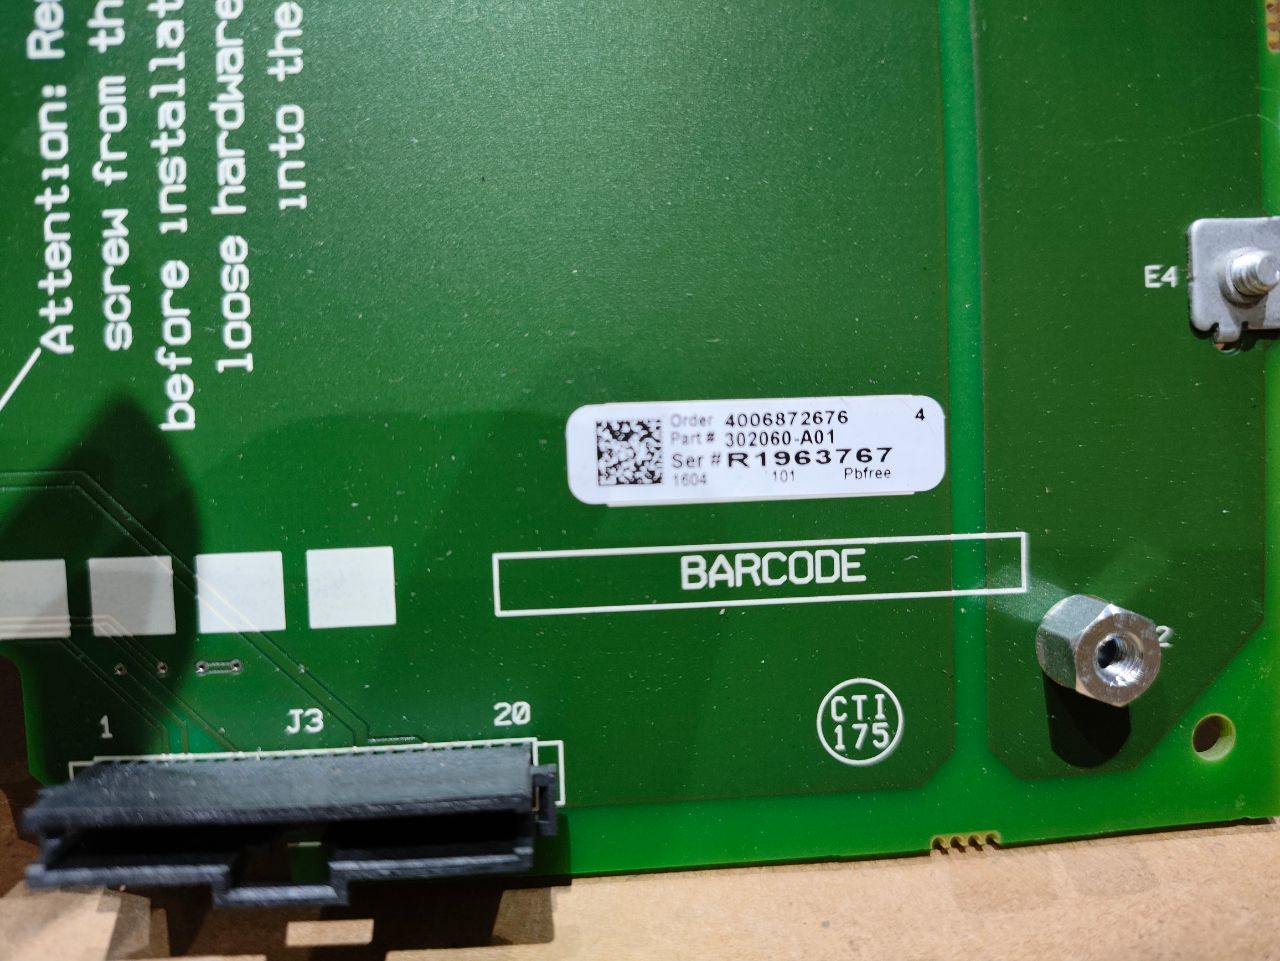 Attention: Re
screw from th
before installat
loose hardware
into the
E4
Order 4006872676 4
Part # 302060-A01
Ser # R1963767
1604 101 Pbfree
BARCODE
2
1 J3 20
CTI
175